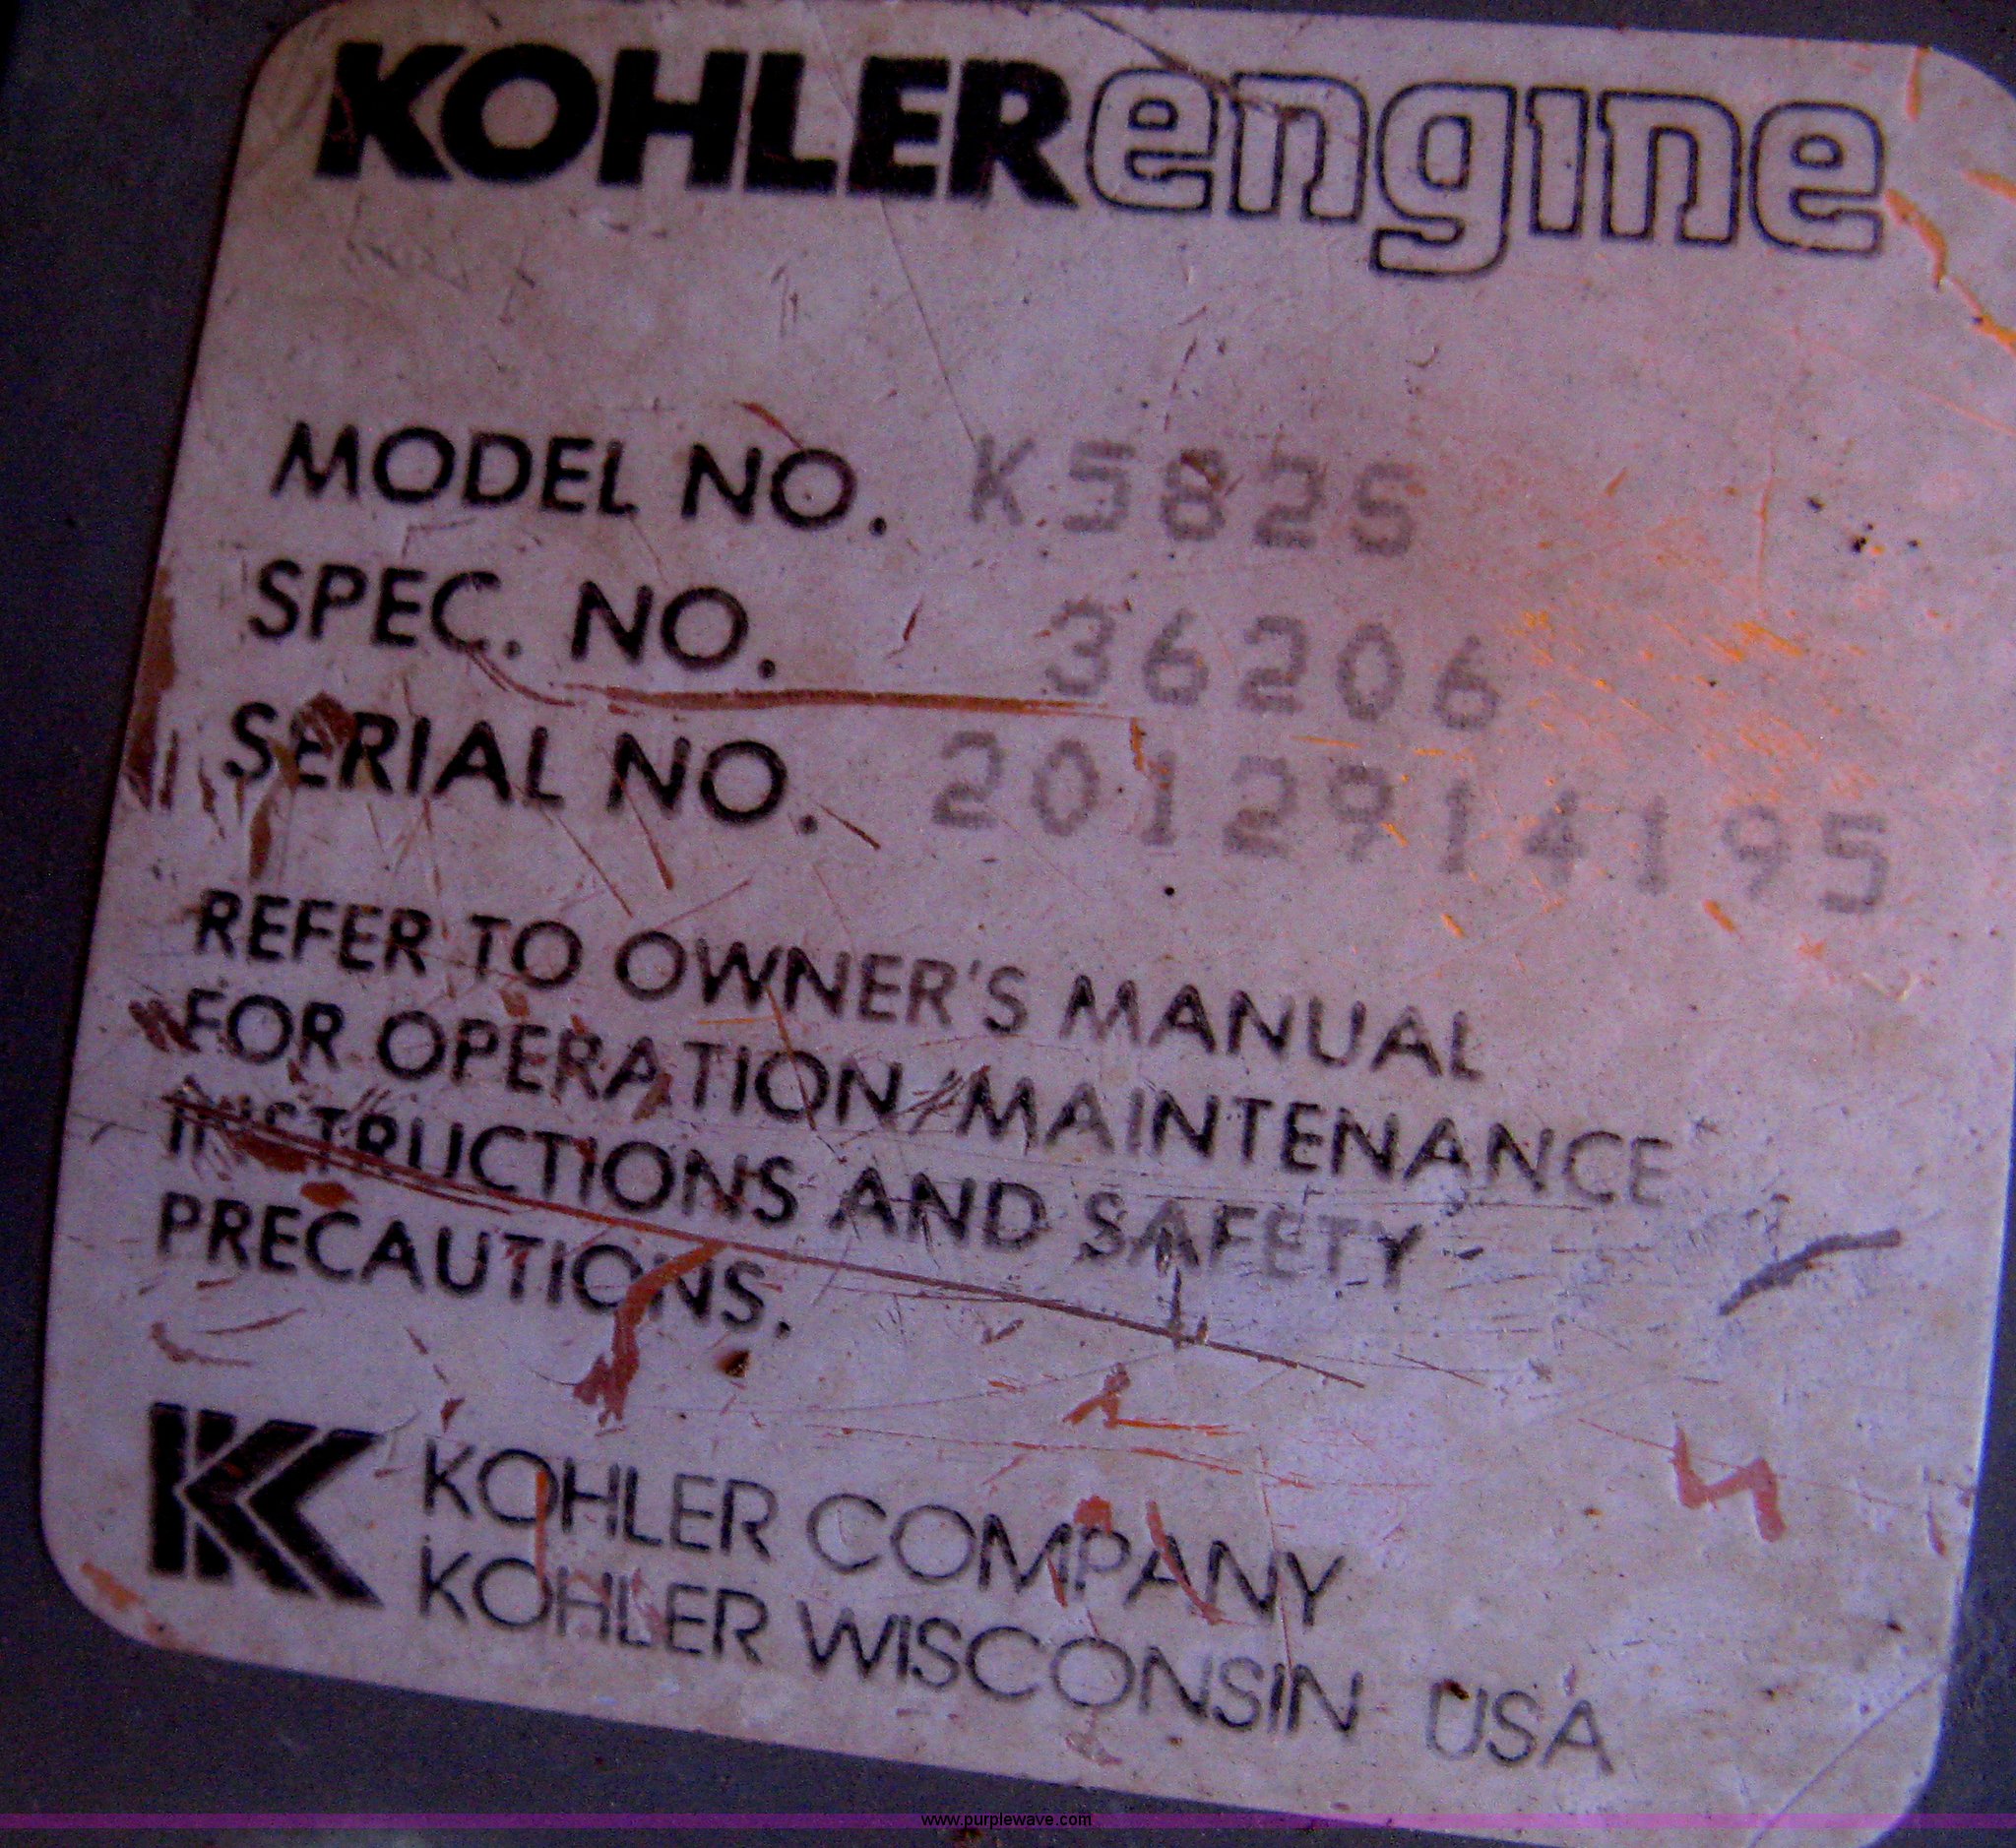 KOHLERengine
MODEL NO. K582S
SPEC. NO. 36206
SERIAL NO. 2012914195
REFER TO OWNER'S MANUAL
FOR OPERATION/MAINTENANCE
INSTRUCTIONS AND SAFETY
PRECAUTIONS.
KOHLER COMPANY
KOHLER WISCONSIN USA
www.purplewave.com